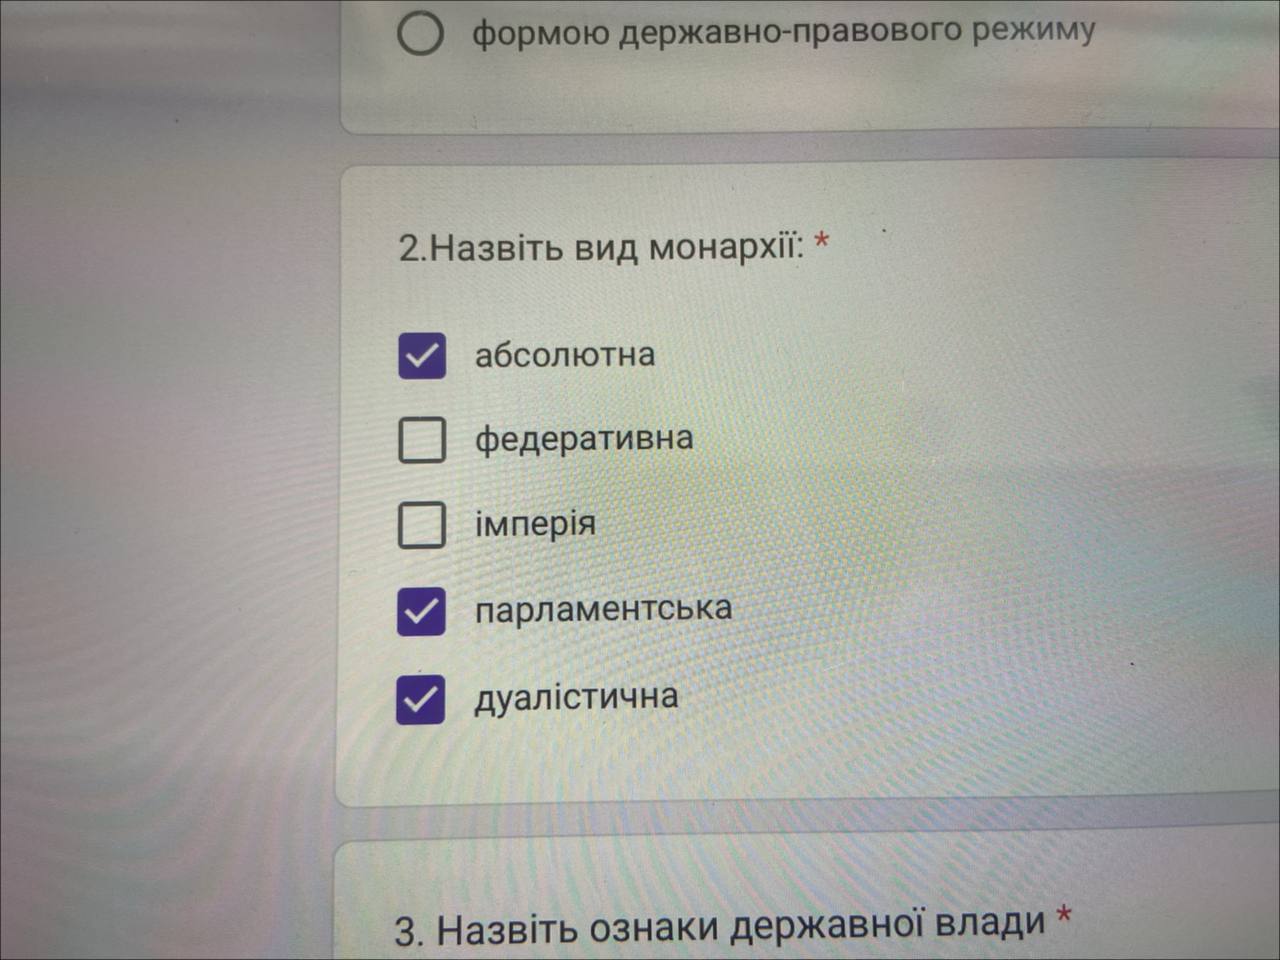 формою державно-правового режиму
2.Назвіть вид монархії: *
абсолютна
федеративна
імперія
парламентська
дуалістична
3. Назвіть ознаки державної влади *